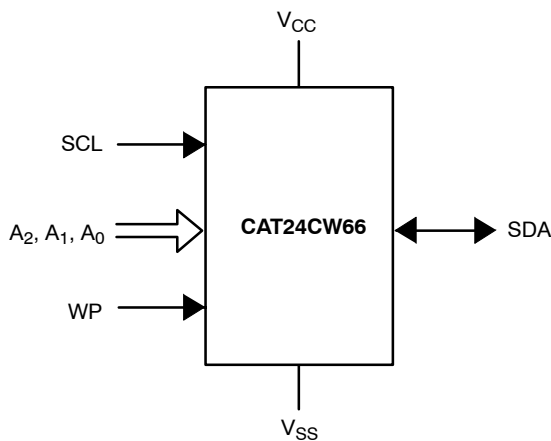 V_CC
SCL
A_2, A_1, A_0
CAT24CW66
SDA
WP
V_SS